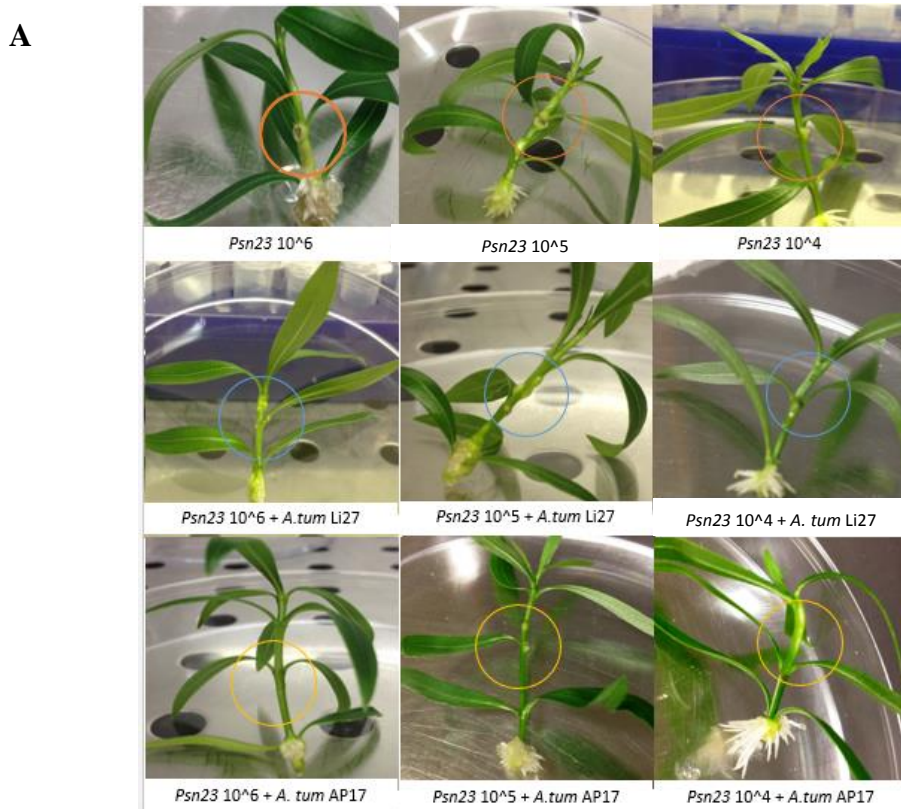 A
Psn23 10^6
Psn23 10^5
Psn23 10^4
Psn23 10^6 + A.tum Li27
Psn23 10^5 + A.tum Li27
Psn23 10^4 + A. tum Li27
Psn23 10^6 + A. tum AP17
Psn23 10^5 + A.tum AP17
Psn23 10^4 + A. tum AP17